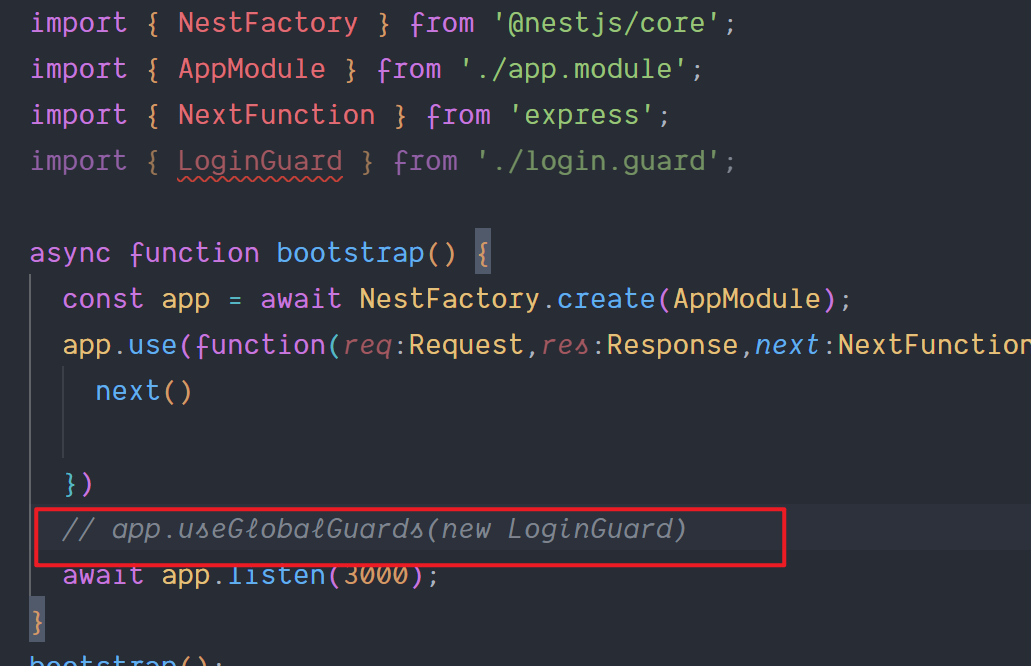 import { NestFactory } from '@nestjs/core';
import { AppModule } from './app.module';
import { NextFunction } from 'express';
import { LoginGuard } from './login.guard';
async function bootstrap() {
const app = await NestFactory.create(AppModule);
app.use(function(req:Request,res:Response,next:NextFunction
next()
})
// app.useGlobalGuards(new LoginGuard)
await app.listen(3000);
}
bootstrap();